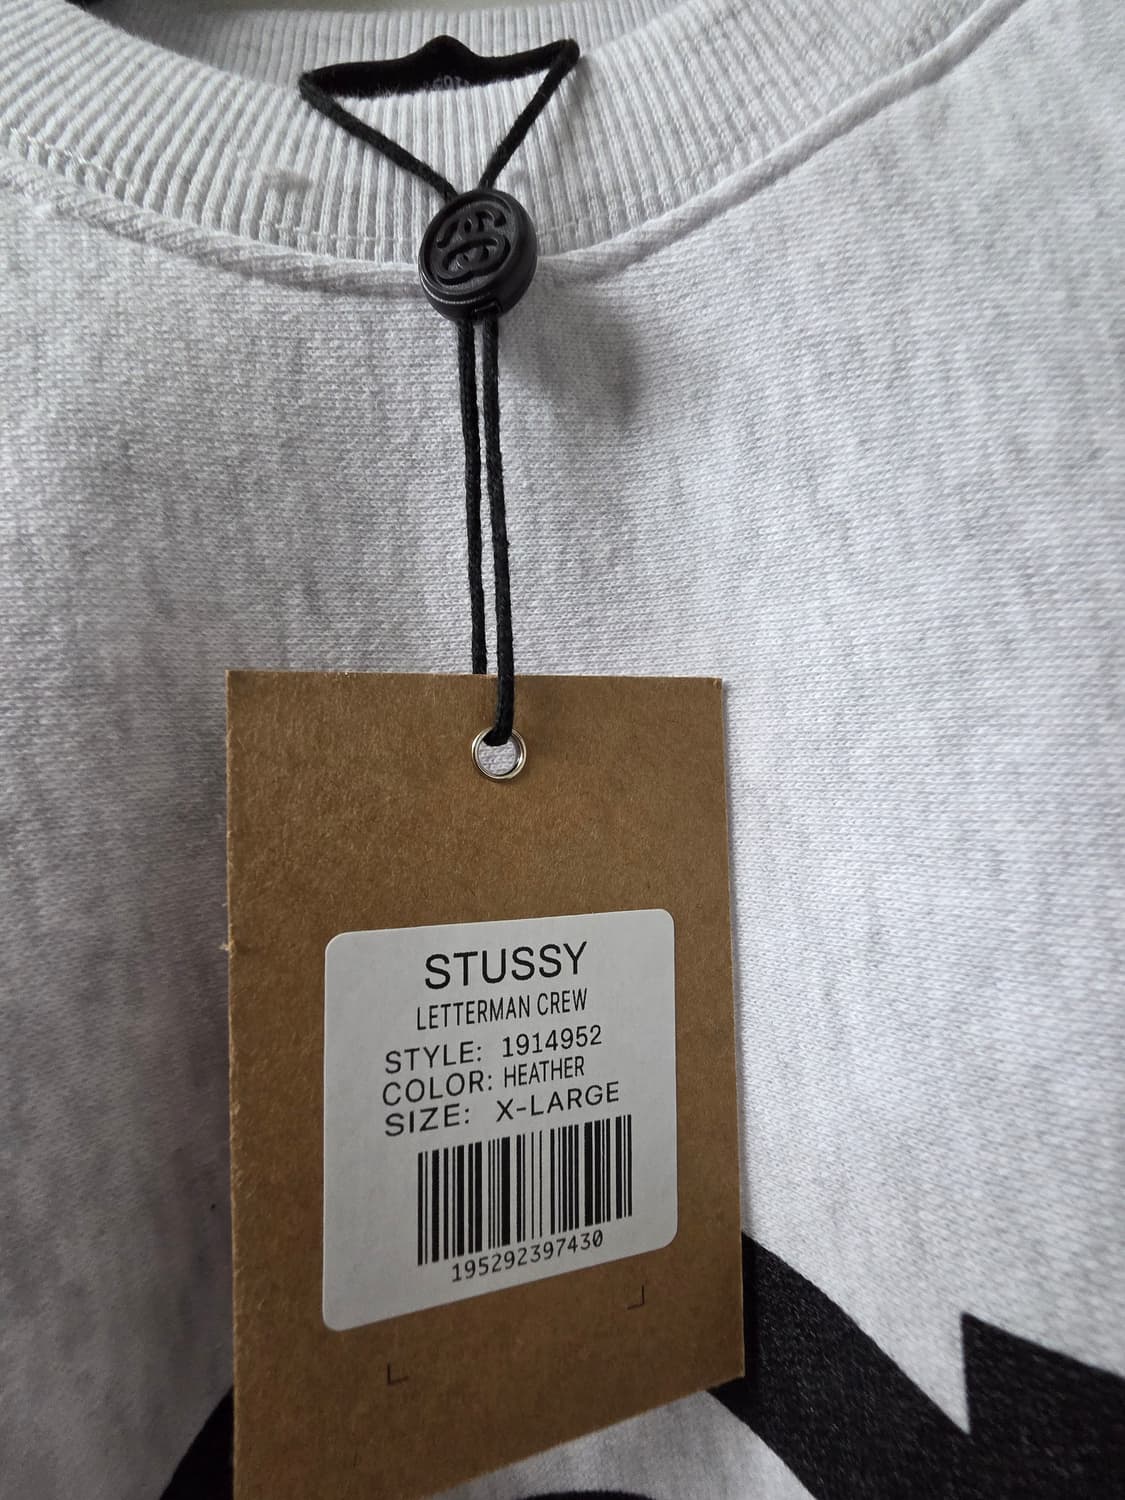 STUSSY
LETTERMAN CREW
STYLE: 1914952
COLOR: HEATHER
SIZE: X-LARGE
195292397430